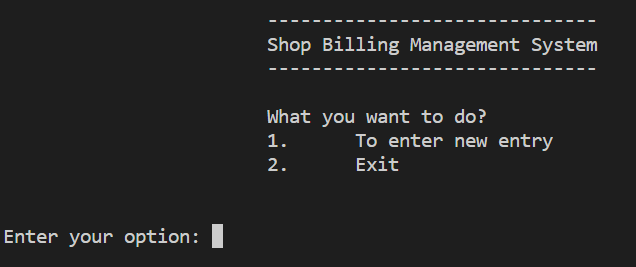 ------------------------------
Shop Billing Management System
------------------------------
What you want to do?
1. To enter new entry
2. Exit
Enter your option: